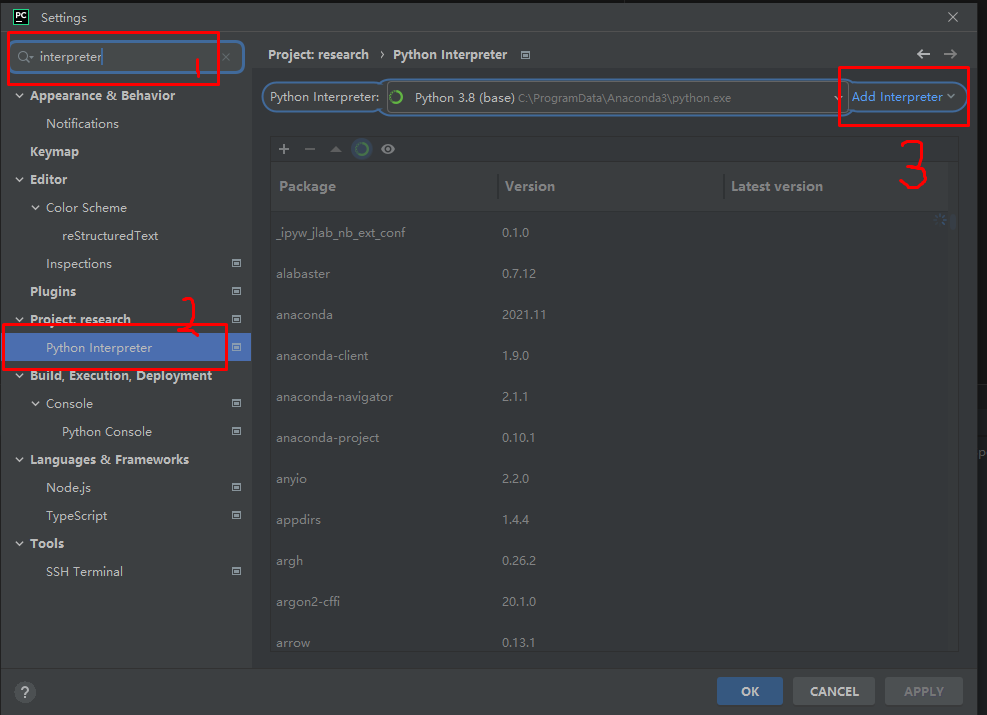 PC Settings
interpreter
1
Project: research › Python Interpreter
Python Interpreter: Python 3.8 (base) C:\ProgramData\Anaconda3\python.exe Add Interpreter
3
Appearance & Behavior
Notifications
Keymap
Editor
Color Scheme
reStructuredText
Inspections
Plugins
Project: research
2
Python Interpreter
Build, Execution, Deployment
Console
Python Console
Languages & Frameworks
Node.js
TypeScript
Tools
SSH Terminal
Package Version Latest version
_ipyw_jlab_nb_ext_conf 0.1.0
alabaster 0.7.12
anaconda 2021.11
anaconda-client 1.9.0
anaconda-navigator 2.1.1
anaconda-project 0.10.1
anyio 2.2.0
appdirs 1.4.4
argh 0.26.2
argon2-cffi 20.1.0
arrow 0.13.1
p
?
OK CANCEL APPLY